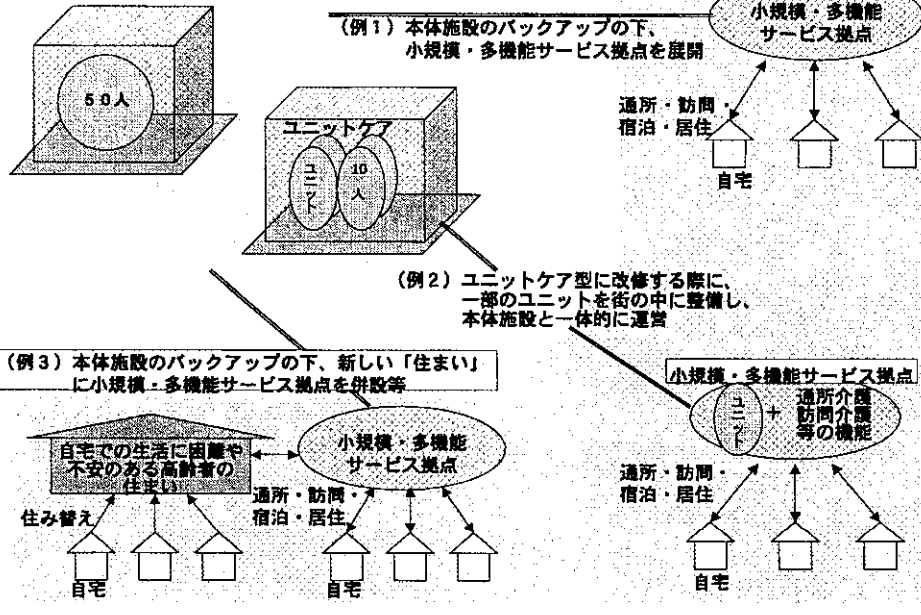 (例1)本体施設のバックアップの下、
小規模・多機能サービス拠点を展開
小規模・多機能
サービス拠点
通所・訪問・
宿泊・居住
自宅
50人
ユニットケア
ユニット
10人
(例2)ユニットケア型に改修する際に、
一部のユニットを街の中に整備し、
本体施設と一体的に運営
小規模・多機能サービス拠点
ユニット
+
通所介護
訪問介護
等の機能
通所・訪問・
宿泊・居住
自宅
(例3)本体施設のバックアップの下、新しい「住まい」
に小規模・多機能サービス拠点を併設等
自宅での生活に困難や
不安のある高齢者の
住まい
住み替え
自宅
小規模・多機能
サービス拠点
通所・訪問・
宿泊・居住
自宅